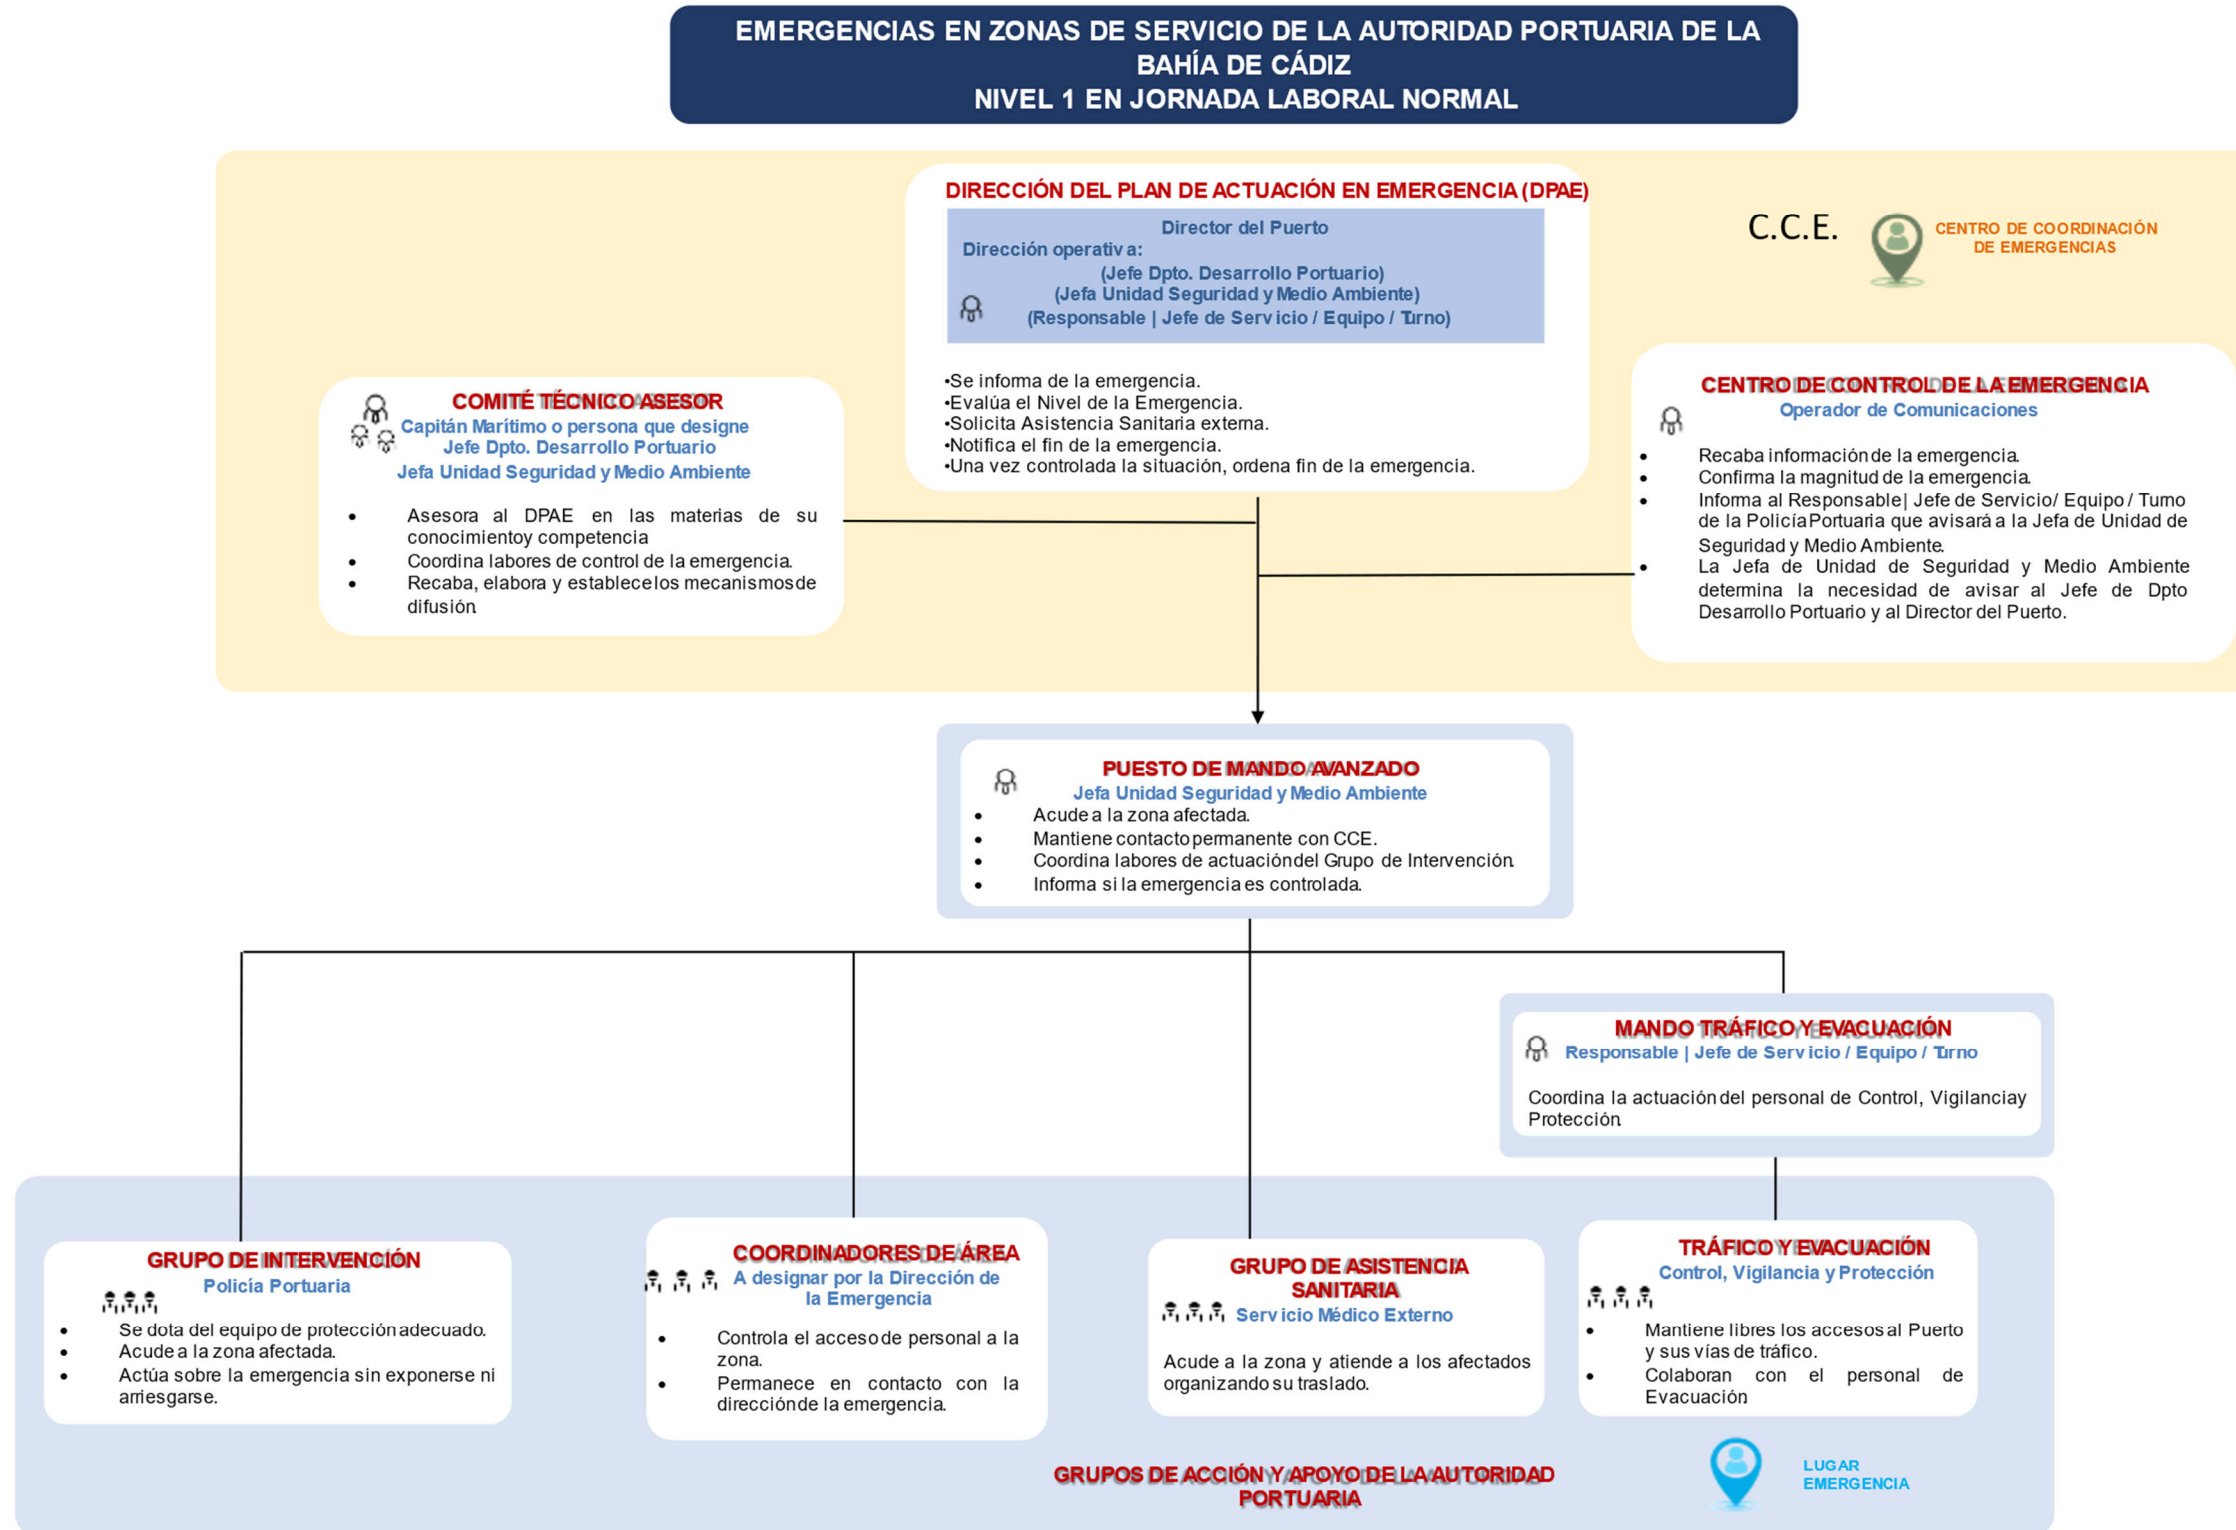 EMERGENCIAS EN ZONAS DE SERVICIO DE LA AUTORIDAD PORTUARIA DE LA
BAHÍA DE CÁDIZ
NIVEL 1 EN JORNADA LABORAL NORMAL
DIRECCIÓN DEL PLAN DE ACTUACIÓN EN EMERGENCIA (DPAE)
Director del Puerto
Dirección operativa:
(Jefe Dpto. Desarrollo Portuario)
(Jefa Unidad Seguridad y Medio Ambiente)
(Responsable | Jefe de Servicio / Equipo / Turno)
•Se informa de la emergencia.
•Evalúa el Nivel de la Emergencia.
•Solicita Asistencia Sanitaria externa.
•Notifica el fin de la emergencia.
•Una vez controlada la situación, ordena fin de la emergencia.
C.C.E.
CENTRO DE COORDINACIÓN
DE EMERGENCIAS
COMITÉ TÉCNICO ASESOR
Capitán Marítimo o persona que designe
Jefe Dpto. Desarrollo Portuario
Jefa Unidad Seguridad y Medio Ambiente
• Asesora al DPAE en las materias de su
conocimiento y competencia
• Coordina labores de control de la emergencia.
• Recaba, elabora y establece los mecanismos de
difusión.
CENTRO DE CONTROL DE LA EMERGENCIA
Operador de Comunicaciones
• Recaba información de la emergencia.
• Confirma la magnitud de la emergencia.
• Informa al Responsable | Jefe de Servicio / Equipo / Turno
de la Policía Portuaria que avisará a la Jefa de Unidad de
Seguridad y Medio Ambiente.
• La Jefa de Unidad de Seguridad y Medio Ambiente
determina la necesidad de avisar al Jefe de Dpto
Desarrollo Portuario y al Director del Puerto.
PUESTO DE MANDO AVANZADO
Jefa Unidad Seguridad y Medio Ambiente
• Acude a la zona afectada.
• Mantiene contacto permanente con CCE.
• Coordina labores de actuación del Grupo de Intervención.
• Informa si la emergencia es controlada.
MANDO TRÁFICO Y EVACUACIÓN
Responsable | Jefe de Servicio / Equipo / Turno
Coordina la actuación del personal de Control, Vigilancia y
Protección.
GRUPO DE INTERVENCIÓN
Policía Portuaria
• Se dota del equipo de protección adecuado.
• Acude a la zona afectada.
• Actúa sobre la emergencia sin exponerse ni
arriesgarse.
COORDINADORES DE ÁREA
A designar por la Dirección de
la Emergencia
• Controla el acceso de personal a la
zona.
• Permanece en contacto con la
dirección de la emergencia.
GRUPO DE ASISTENCIA
SANITARIA
Servicio Médico Externo
Acude a la zona y atiende a los afectados
organizando su traslado.
TRÁFICO Y EVACUACIÓN
Control, Vigilancia y Protección
• Mantiene libres los accesos al Puerto
y sus vías de tráfico.
• Colaboran con el personal de
Evacuación
GRUPOS DE ACCIÓN Y APOYO DE LA AUTORIDAD
PORTUARIA
LUGAR
EMERGENCIA